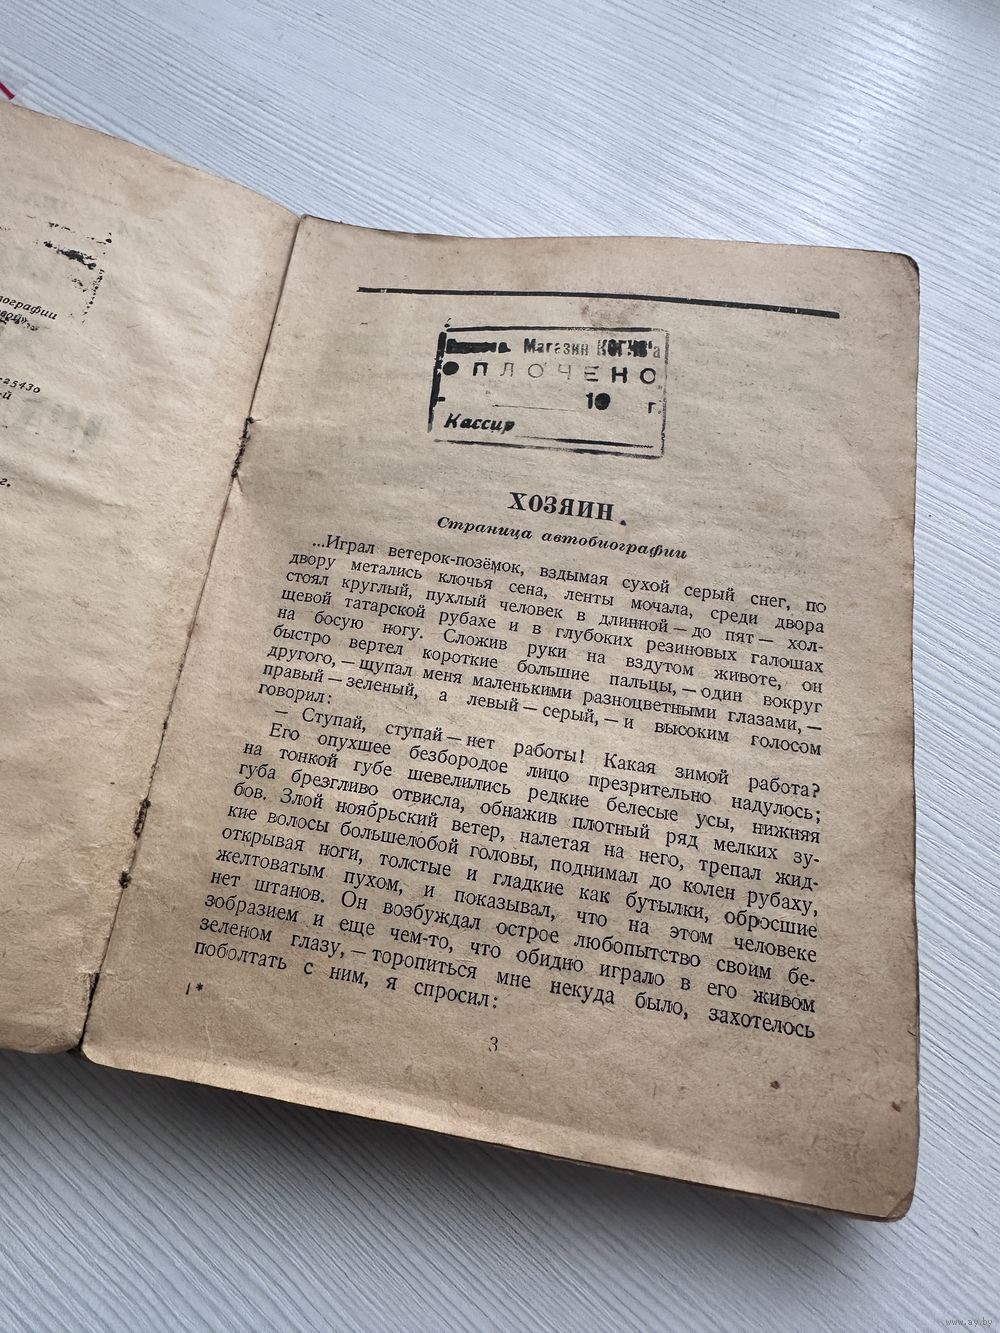 пографии
-25430
-й
г.
Магазин КОГИЗ'а
ОПЛОЧЕНО
19 г.
Кассир
ХОЗЯИН
Страница автобиографии
...Играл ветерок-позёмок, вздымая сухой серый снег, по
двору метались клочья сена, ленты мочала, среди двора
стоял круглый, пухлый человек в длинной — до пят — хол-
щевой татарской рубахе и в глубоких резиновых галошах
на босую ногу. Сложив руки на вздутом животе, он
быстро вертел короткие большие пальцы, — один вокруг
другого, — щупал меня маленькими разноцветными глазами, —
правый — зеленый, а левый — серый, — и высоким голосом
говорил:
— Ступай, ступай — нет работы! Какая зимой работа?
Его опухшее безбородое лицо презрительно надулось;
на тонкой губе шевелились редкие белесые усы, нижняя
губа брезгливо отвисла, обнажив плотный ряд мелких зу-
бов. Злой ноябрьский ветер, налетая на него, трепал жид-
кие волосы большелобой головы, поднимал до колен рубаху,
открывая ноги, толстые и гладкие как бутылки, обросшие
желтоватым пухом, и показывал, что на этом человеке
нет штанов. Он возбуждал острое любопытство своим бе-
зобразием и еще чем-то, что обидно играло в его живом
зеленом глазу, — торопиться мне некуда было, захотелось
поболтать с ним, я спросил:
1*
3
www.ay.by